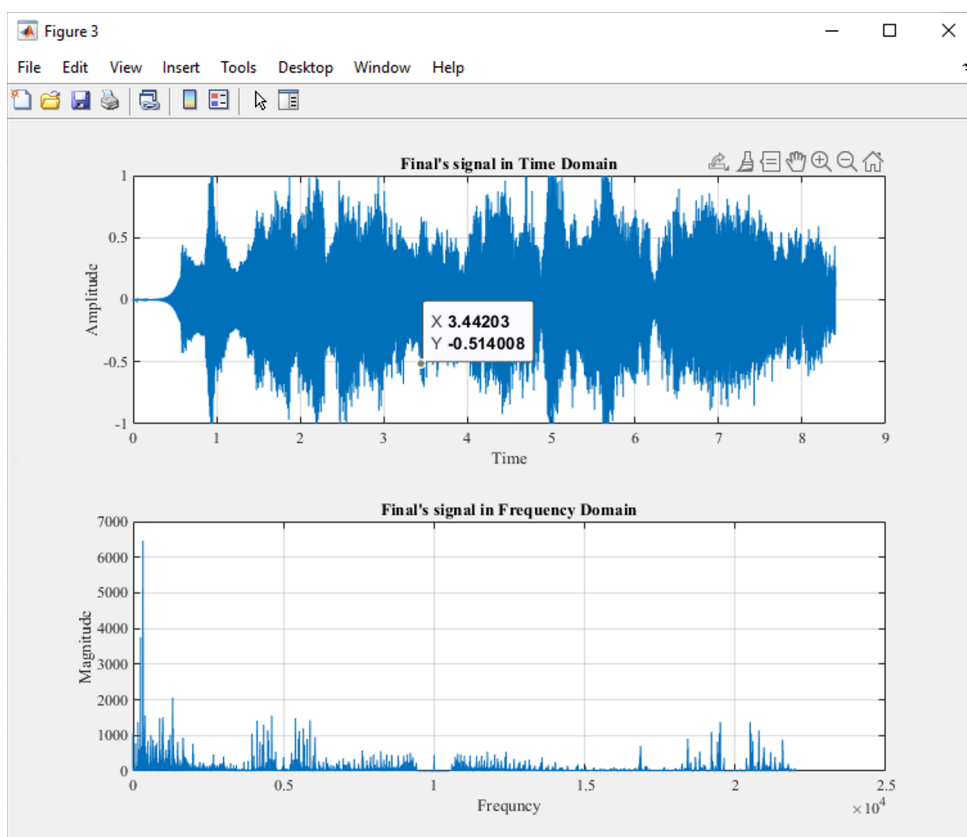 Figure 3
File Edit View Insert Tools Desktop Window Help
Final's signal in Time Domain
1
0.5
0
-0.5
-1
Amplitude
X 3.44203
Y -0.514008
0 1 2 3 4 5 6 7 8 9
Time
Final's signal in Frequency Domain
7000
6000
5000
4000
3000
2000
1000
0
Magnitude
0 0.5 1 1.5 2 2.5
Frequncy
×10⁴